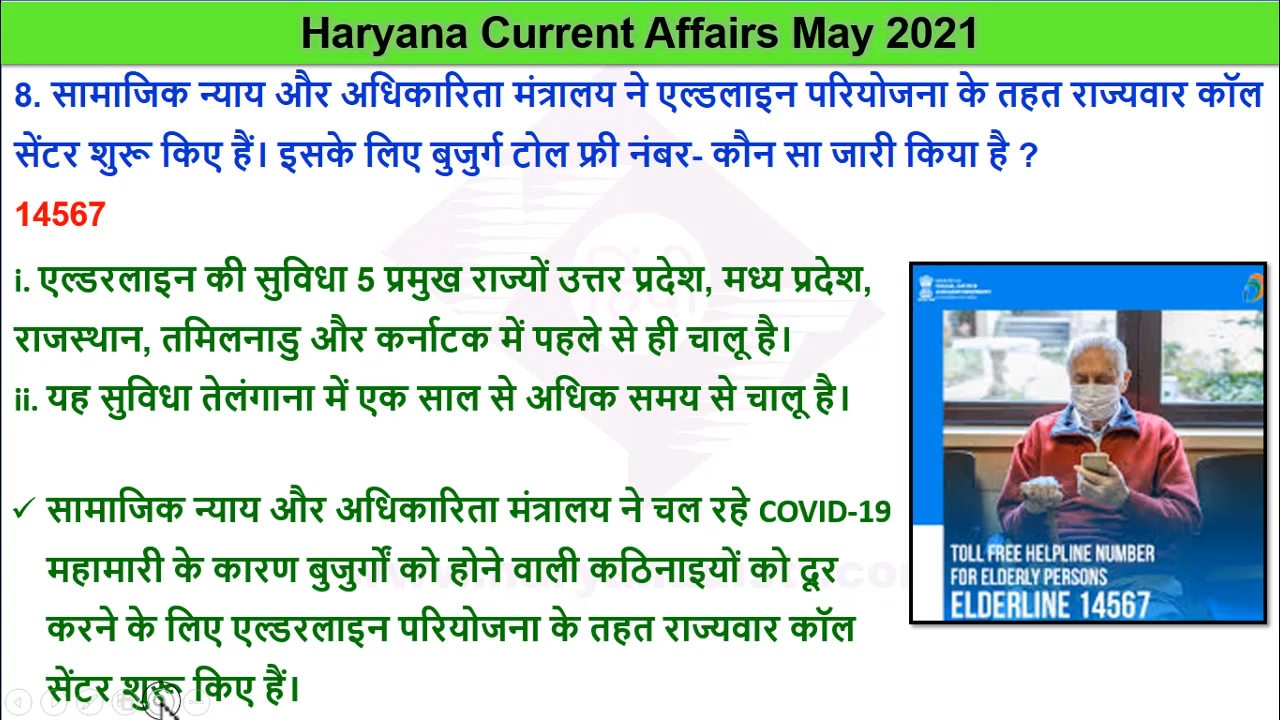 Haryana Current Affairs May 2021
8. सामाजिक न्याय और अधिकारिता मंत्रालय ने एल्डलाइन परियोजना के तहत राज्यवार कॉल
सेंटर शुरू किए हैं। इसके लिए बुजुर्ग टोल फ्री नंबर- कौन सा जारी किया है ?
14567
i. एल्डरलाइन की सुविधा 5 प्रमुख राज्यों उत्तर प्रदेश, मध्य प्रदेश,
राजस्थान, तमिलनाडु और कर्नाटक में पहले से ही चालू है।
ii. यह सुविधा तेलंगाना में एक साल से अधिक समय से चालू है।
✓ सामाजिक न्याय और अधिकारिता मंत्रालय ने चल रहे COVID-19
महामारी के कारण बुजुर्गों को होने वाली कठिनाइयों को दूर
करने के लिए एल्डरलाइन परियोजना के तहत राज्यवार कॉल
सेंटर शुरू किए हैं।
TOLL FREE HELPLINE NUMBER
FOR ELDERLY PERSONS
ELDERLINE 14567